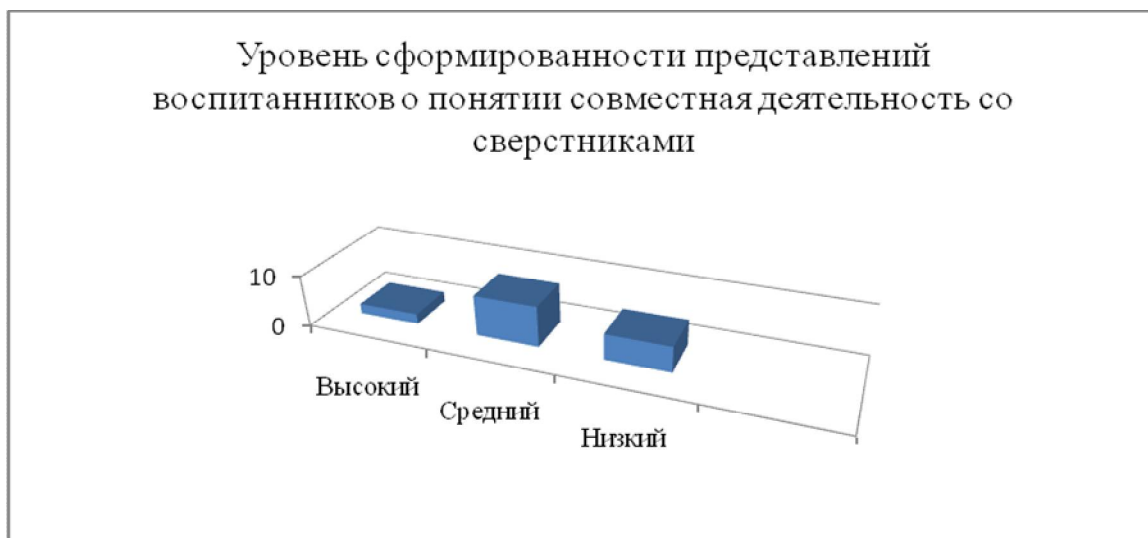 Уровень сформированности представлений
воспитанников о понятии совместная деятельность со
сверстниками
10
0
Высокий
Средний
Низкий